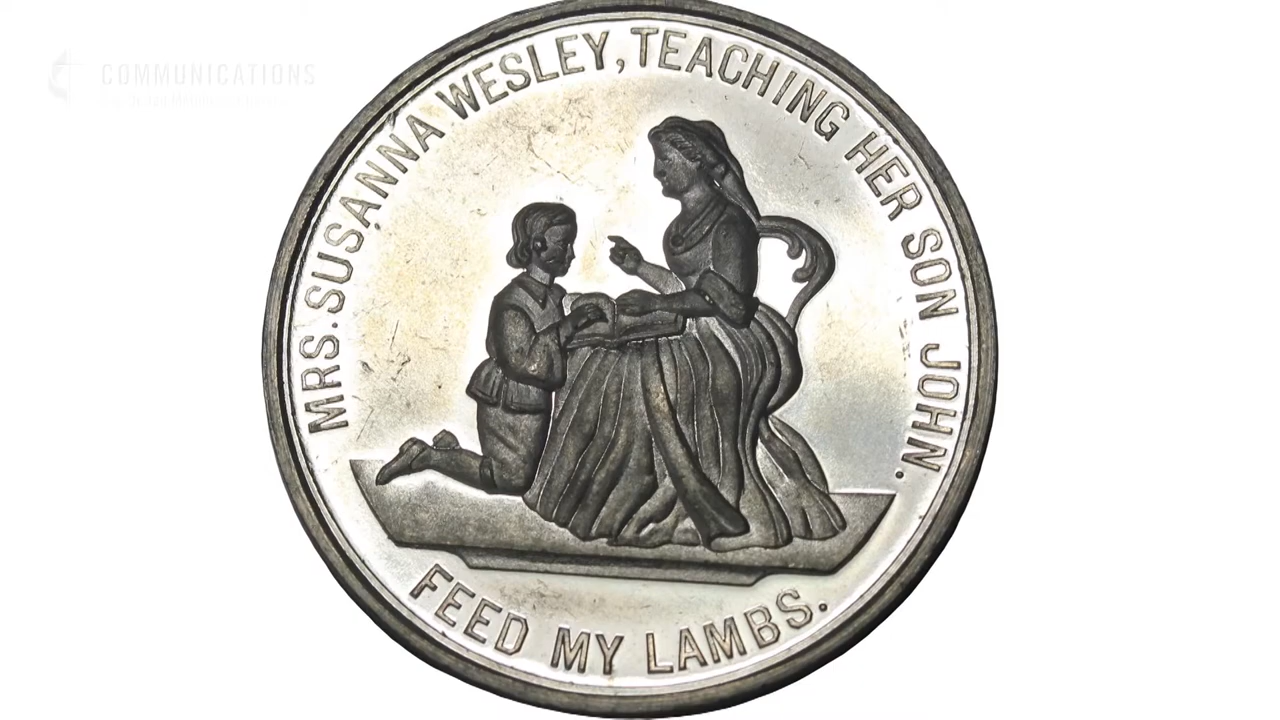 COMMUNICATIONS
MRS. SUSANNA WESLEY, TEACHING HER SON JOHN.
FEED MY LAMBS.